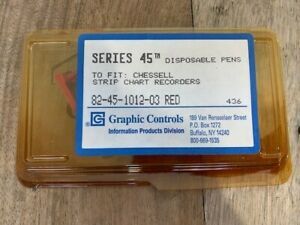 SERIES 45™ DISPOSABLE PENS
TO FIT: CHESSELL
STRIP CHART RECORDERS
82-45-1012-03 RED 436
Graphic Controls
Information Products Division
189 Van Rensselaer Street
P.O. Box 1272
Buffalo, NY 14240
800-669-1535